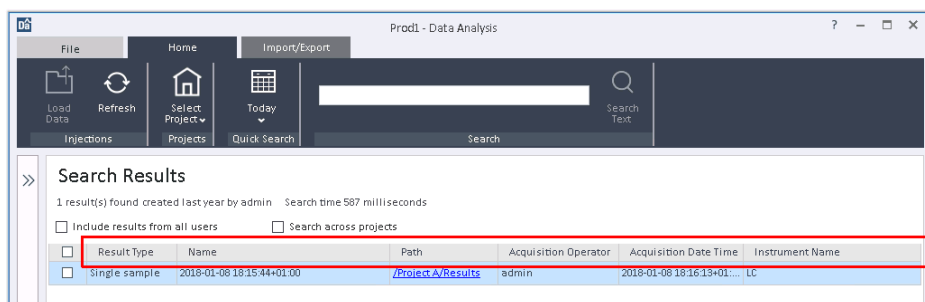 Dà Prod1 - Data Analysis ?
File Home Import/Export
Load Data Refresh Select Project Today Search Text
Injections Projects Quick Search Search
Search Results
1 result(s) found created last year by admin Search time 587 milliseconds
Include results from all users Search across projects
Result Type Name Path Acquisition Operator Acquisition Date Time Instrument Name
Single sample 2018-01-08 18:15:44+01:00 /Project A/Results admin 2018-01-08 18:16:13+01:... LC